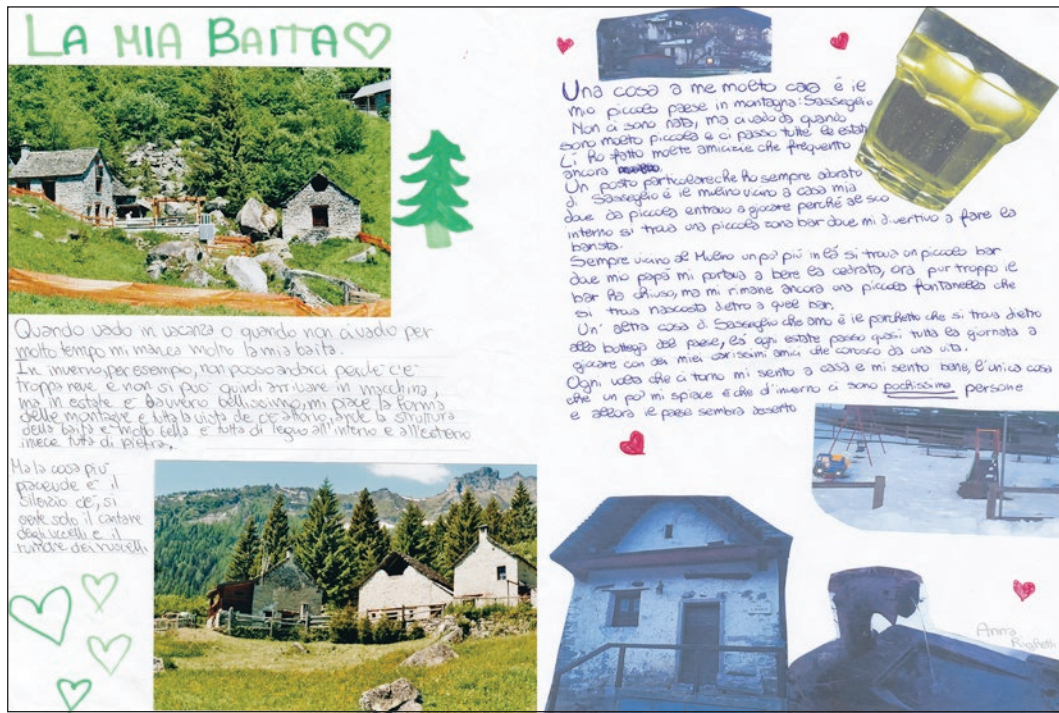 LA MIA BAITA
Quando vado in vacanza o quando non ci vado per
molto tempo mi manca molto la mia baita.
In inverno, per esempio, non posso andarci perché c'è
troppa neve e non si può quindi arrivare in macchina,
ma in estate è davvero bellissimo, mi piace la forma
delle montagne e tutta la vista che c'è attorno, anche la struttura
della baita è molto bella è tutta di legno all'interno e all'esterno
invece tutta di pietra.
Ma la cosa più
piacevole è il
silenzio che c'è, si
sente solo il cantare
degli uccelli e il
rumore dei ruscelli
Una cosa a me molto cara è il
mio piccolo paese in montagna: Sasseglio
Non ci sono nata, ma ci vado da quando
sono molto piccola e ci passo tutte le estati
Lì ho fatto molte amicizie che frequento
ancora
Un posto particolare che ho sempre adorato
di Sasseglio è il mulino vicino a casa mia
dove da piccola entravo a giocare perché al suo
interno si trova una piccola zona bar dove mi divertivo a fare la
barista.
Sempre vicino al Mulino un po' più in là si trova un piccolo bar
dove mio papà mi portava a bere la cedrata, ora pur troppo il
bar ha chiuso, ma mi rimane ancora una piccola fontanella che
si trova nascosta dietro a quel bar.
Un' altra cosa di Sasseglio che amo è il parchetto che si trova dietro
alla bottega del paese, là ogni estate passo quasi tutta la giornata a
giocare con dei miei carissimi amici che conosco da una vita.
Ogni volta che ci torno mi sento a casa e mi sento bene, l'unica cosa
che un po' mi spiace è che d'inverno ci sono pochissime persone
e allora il paese sembra deserto
Anna
Righetti